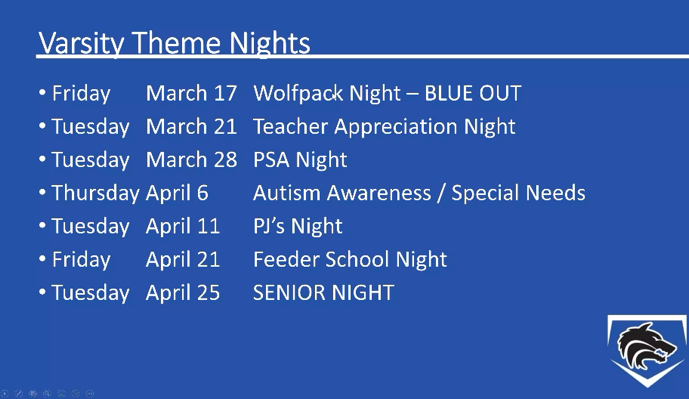 Varsity Theme Nights
• Friday March 17 Wolfpack Night – BLUE OUT
• Tuesday March 21 Teacher Appreciation Night
• Tuesday March 28 PSA Night
• Thursday April 6 Autism Awareness / Special Needs
• Tuesday April 11 PJ's Night
• Friday April 21 Feeder School Night
• Tuesday April 25 SENIOR NIGHT